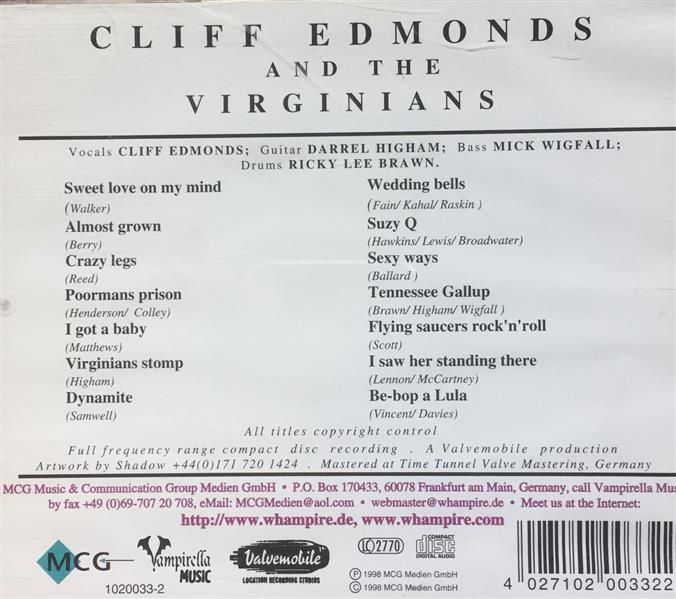 CLIFF EDMONDS
AND THE
VIRGINIANS
Vocals CLIFF EDMONDS; Guitar DARREL HIGHAM; Bass MICK WIGFALL;
Drums RICKY LEE BRAWN.
Sweet love on my mind
(Walker)
Almost grown
(Berry)
Crazy legs
(Reed)
Poormans prison
(Henderson/ Colley)
I got a baby
(Matthews)
Virginians stomp
(Higham)
Dynamite
(Samwell)
Wedding bells
(Fain/ Kahal/ Raskin )
Suzy Q
(Hawkins/ Lewis/ Broadwater)
Sexy ways
(Ballard )
Tennessee Gallup
(Brawn/ Higham/ Wigfall )
Flying saucers rock'n'roll
(Scott)
I saw her standing there
(Lennon/ McCartney)
Be-bop a Lula
(Vincent/ Davies)
All titles copyright control
Full frequency range compact disc recording . A Valvemobile production
Artwork by Shadow +44(0)171 720 1424 . Mastered at Time Tunnel Valve Mastering, Germany
MCG Music & Communication Group Medien GmbH • P.O. Box 170433, 60078 Frankfurt am Main, Germany, call Vampirella Mus
by fax +49 (0)69-707 20 708, eMail: MCGMedien@aol.com • webmaster@whampire.de • Meet us at the Internet:
http://www.whampire.de, www.whampire.com
MCG
1020033-2
Vampirella
MUSIC
Valvemobile
LOCATION RECORDING STUDIOS
LC 2770
COMPACT
disc
DIGITAL AUDIO
Ⓟ 1998 MCG Medien GmbH
© 1998 MCG Medien GmbH
4 027102 003322